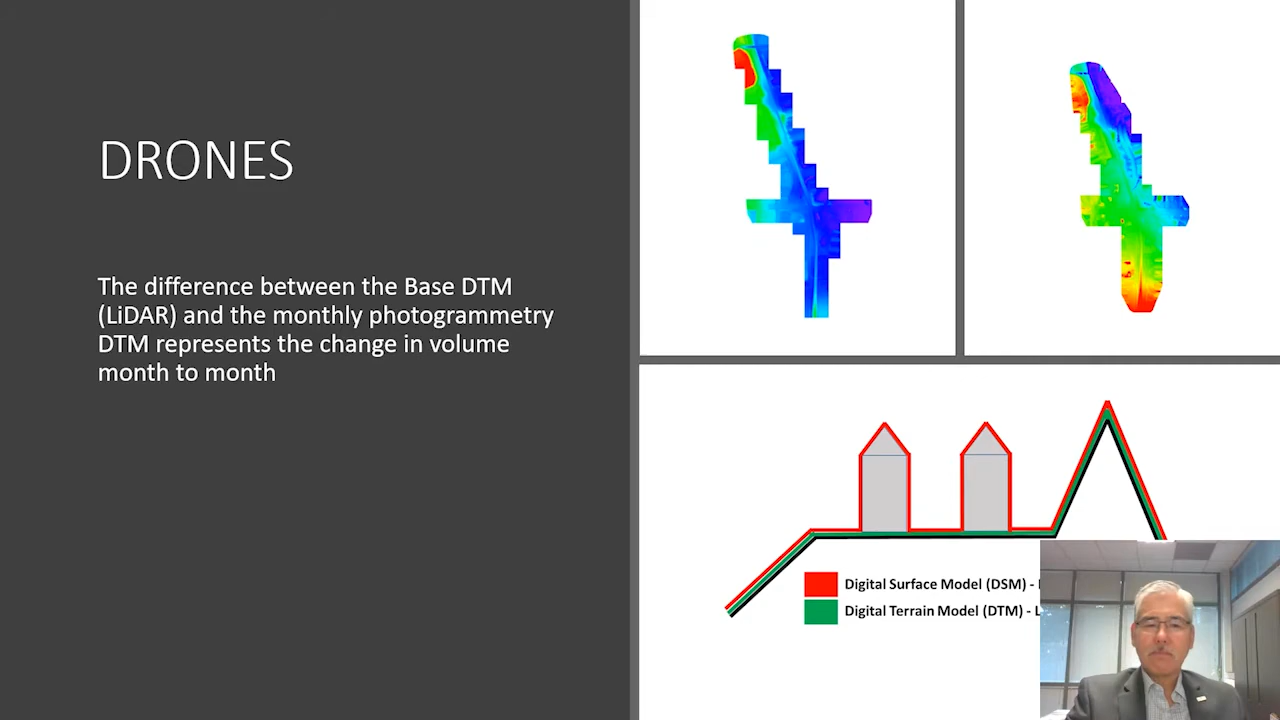 DRONES
The difference between the Base DTM
(LiDAR) and the monthly photogrammetry
DTM represents the change in volume
month to month
Digital Surface Model (DSM) -
Digital Terrain Model (DTM) - L